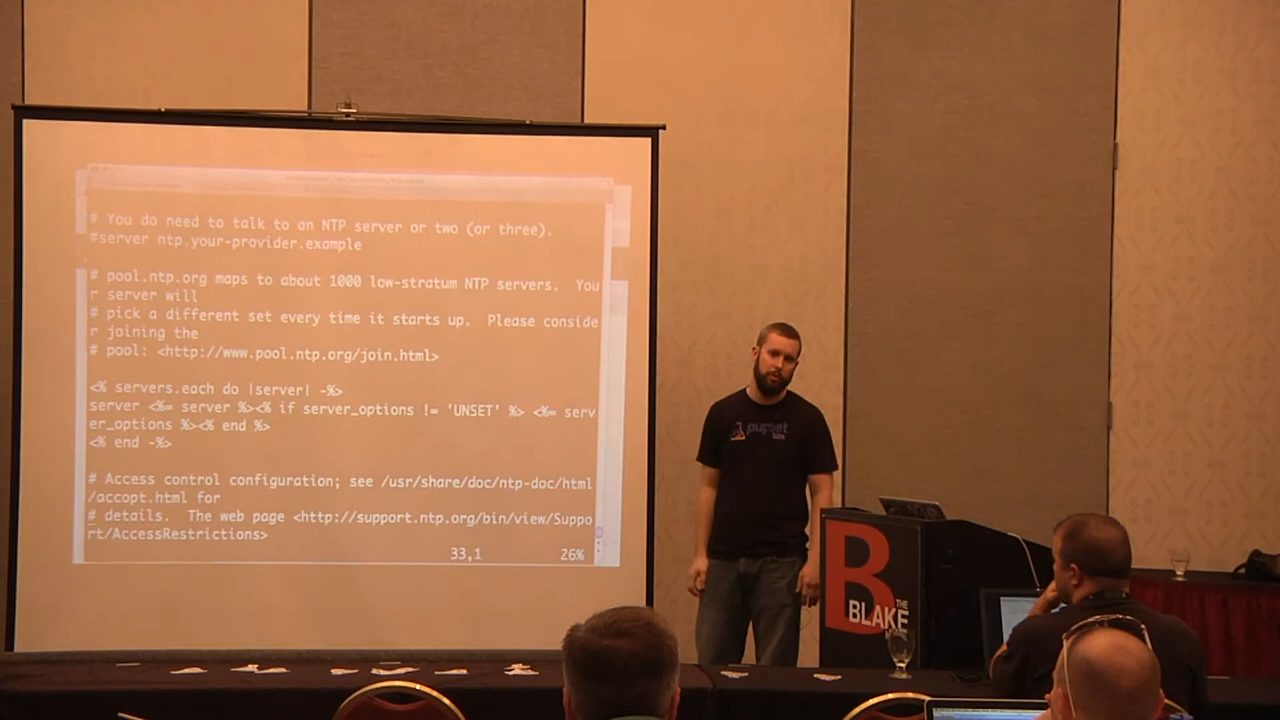 # You do need to talk to an NTP server or two (or three).
#server ntp.your-provider.example
# pool.ntp.org maps to about 1000 low-stratum NTP servers.  You
r server will
# pick a different set every time it starts up.  Please conside
r joining the
# pool: <http://www.pool.ntp.org/join.html>
<% servers.each do |server| -%>
server <%= server %><% if server_options != 'UNSET' %> <%= serv
er_options %><% end %>
<% end -%>
# Access control configuration; see /usr/share/doc/ntp-doc/html
/accopt.html for
# details.  The web page <http://support.ntp.org/bin/view/Suppo
rt/AccessRestrictions>
33,1 26%
puppet
labs
B
THE
BLAKE